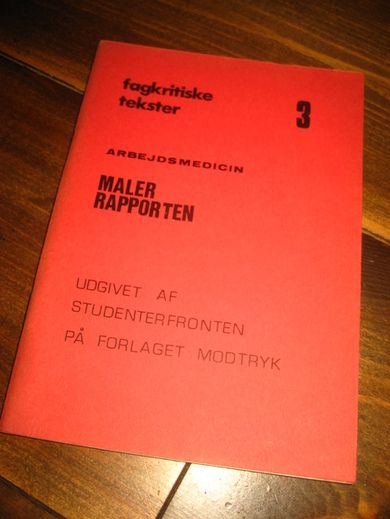 fagkritiske
tekster
3
ARBEJDSMEDICIN
MALER
RAPPORTEN
UDGIVET AF
STUDENTERFRONTEN
PÅ FORLAGET MODTRYK